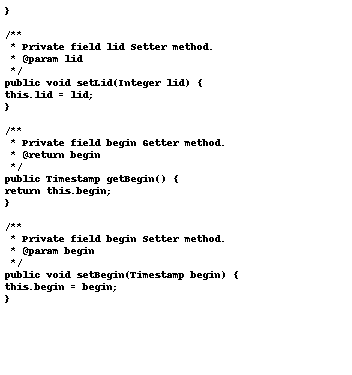 }

/**
 * Private field lid Setter method.
 * @param lid
 */
public void setLid(Integer lid) {
this.lid = lid;
}

/**
 * Private field begin Getter method.
 * @return begin
 */
public Timestamp getBegin() {
return this.begin;
}

/**
 * Private field begin Setter method.
 * @param begin
 */
public void setBegin(Timestamp begin) {
this.begin = begin;
}